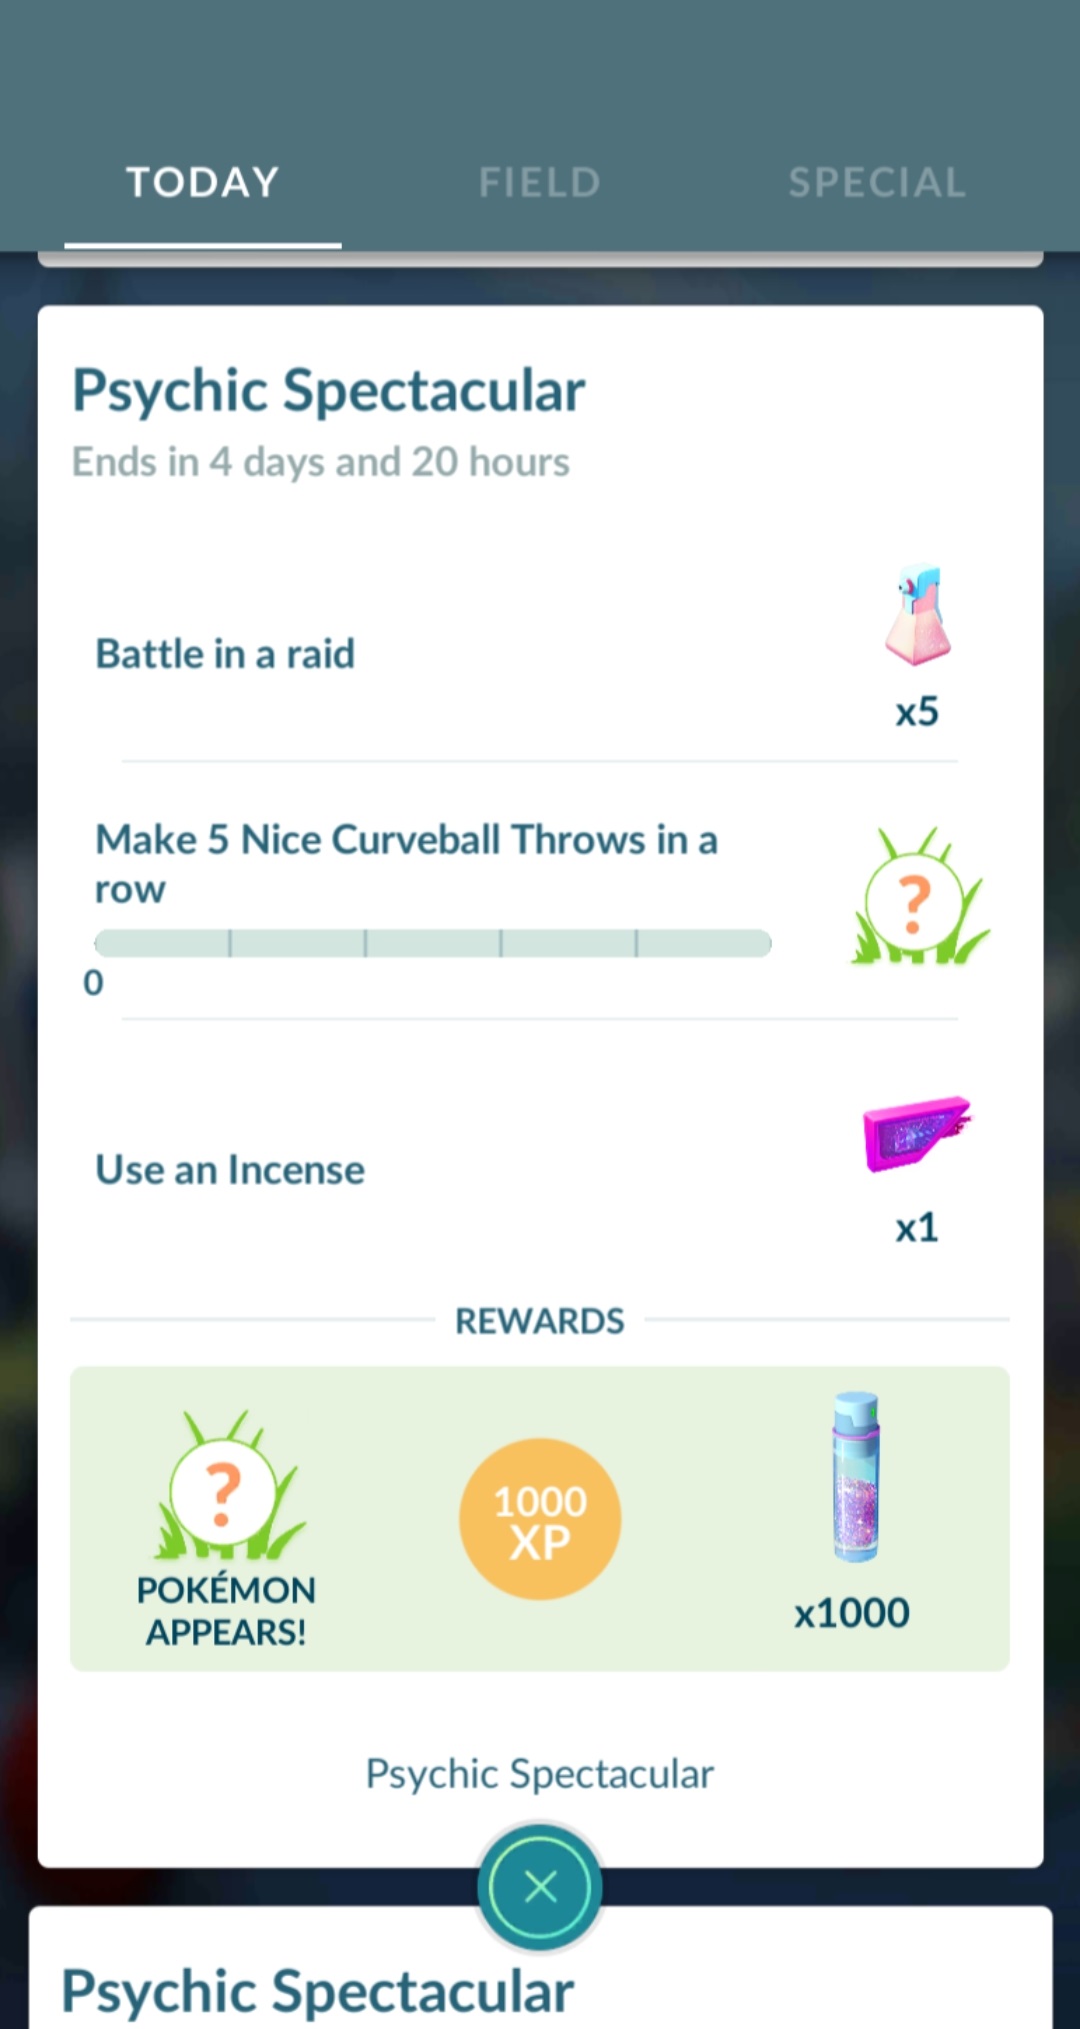 TODAY
FIELD
SPECIAL
Psychic Spectacular
Ends in 4 days and 20 hours
Battle in a raid
x5
Make 5 Nice Curveball Throws in a
row
?
0
Use an Incense
x1
REWARDS
?
POKÉMON
APPEARS!
1000
XP
x1000
Psychic Spectacular
Psychic Spectacular